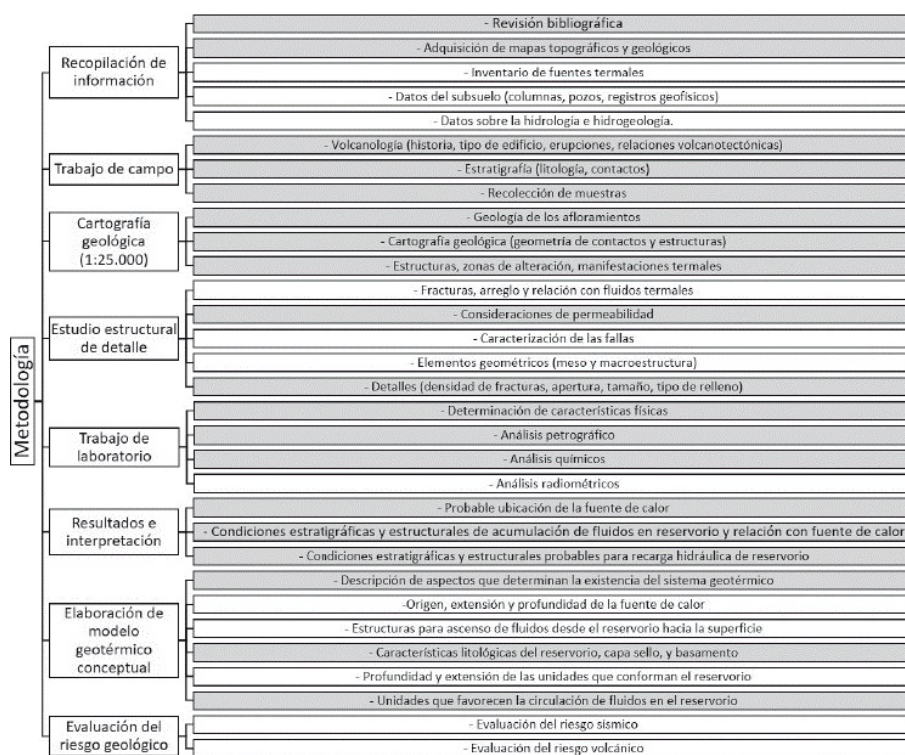 Metodología
Recopilación de
información
- Revisión bibliográfica
- Adquisición de mapas topográficos y geológicos
- Inventario de fuentes termales
- Datos del subsuelo (columnas, pozos, registros geofísicos)
- Datos sobre la hidrología e hidrogeología.
Trabajo de campo
- Volcanología (historia, tipo de edificio, erupciones, relaciones volcanotectónicas)
- Estratigrafía (litología, contactos)
- Recolección de muestras
Cartografía
geológica
(1:25.000)
- Geología de los afloramientos
- Cartografía geológica (geometría de contactos y estructuras)
- Estructuras, zonas de alteración, manifestaciones termales
Estudio estructural
de detalle
- Fracturas, arreglo y relación con fluidos termales
- Consideraciones de permeabilidad
- Caracterización de las fallas
- Elementos geométricos (meso y macroestructura)
- Detalles (densidad de fracturas, apertura, tamaño, tipo de relleno)
Trabajo de
laboratorio
- Determinación de características físicas
- Análisis petrográfico
- Análisis químicos
- Análisis radiométricos
Resultados e
interpretación
- Probable ubicación de la fuente de calor
- Condiciones estratigráficas y estructurales de acumulación de fluidos en reservorio y relación con fuente de calor
- Condiciones estratigráficas y estructurales probables para recarga hidráulica de reservorio
Elaboración de
modelo
geotérmico
conceptual
- Descripción de aspectos que determinan la existencia del sistema geotérmico
-Origen, extensión y profundidad de la fuente de calor
- Estructuras para ascenso de fluidos desde el reservorio hacia la superficie
- Características litológicas del reservorio, capa sello, y basamento
- Profundidad y extensión de las unidades que conforman el reservorio
- Unidades que favorecen la circulación de fluidos en el reservorio
Evaluación del
riesgo geológico
- Evaluación del riesgo sísmico
- Evaluación del riesgo volcánico